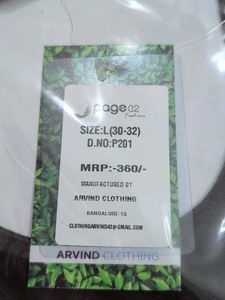 page 02
Fashions
SIZE:L(30-32)
D.NO:P201
MRP:-360/-
MANUFACTURED BY
ARVIND CLOTHING
BANGALORE-10
CLOTHINGARVIND43@GMAIL.COM
ARVIND CLOTHING